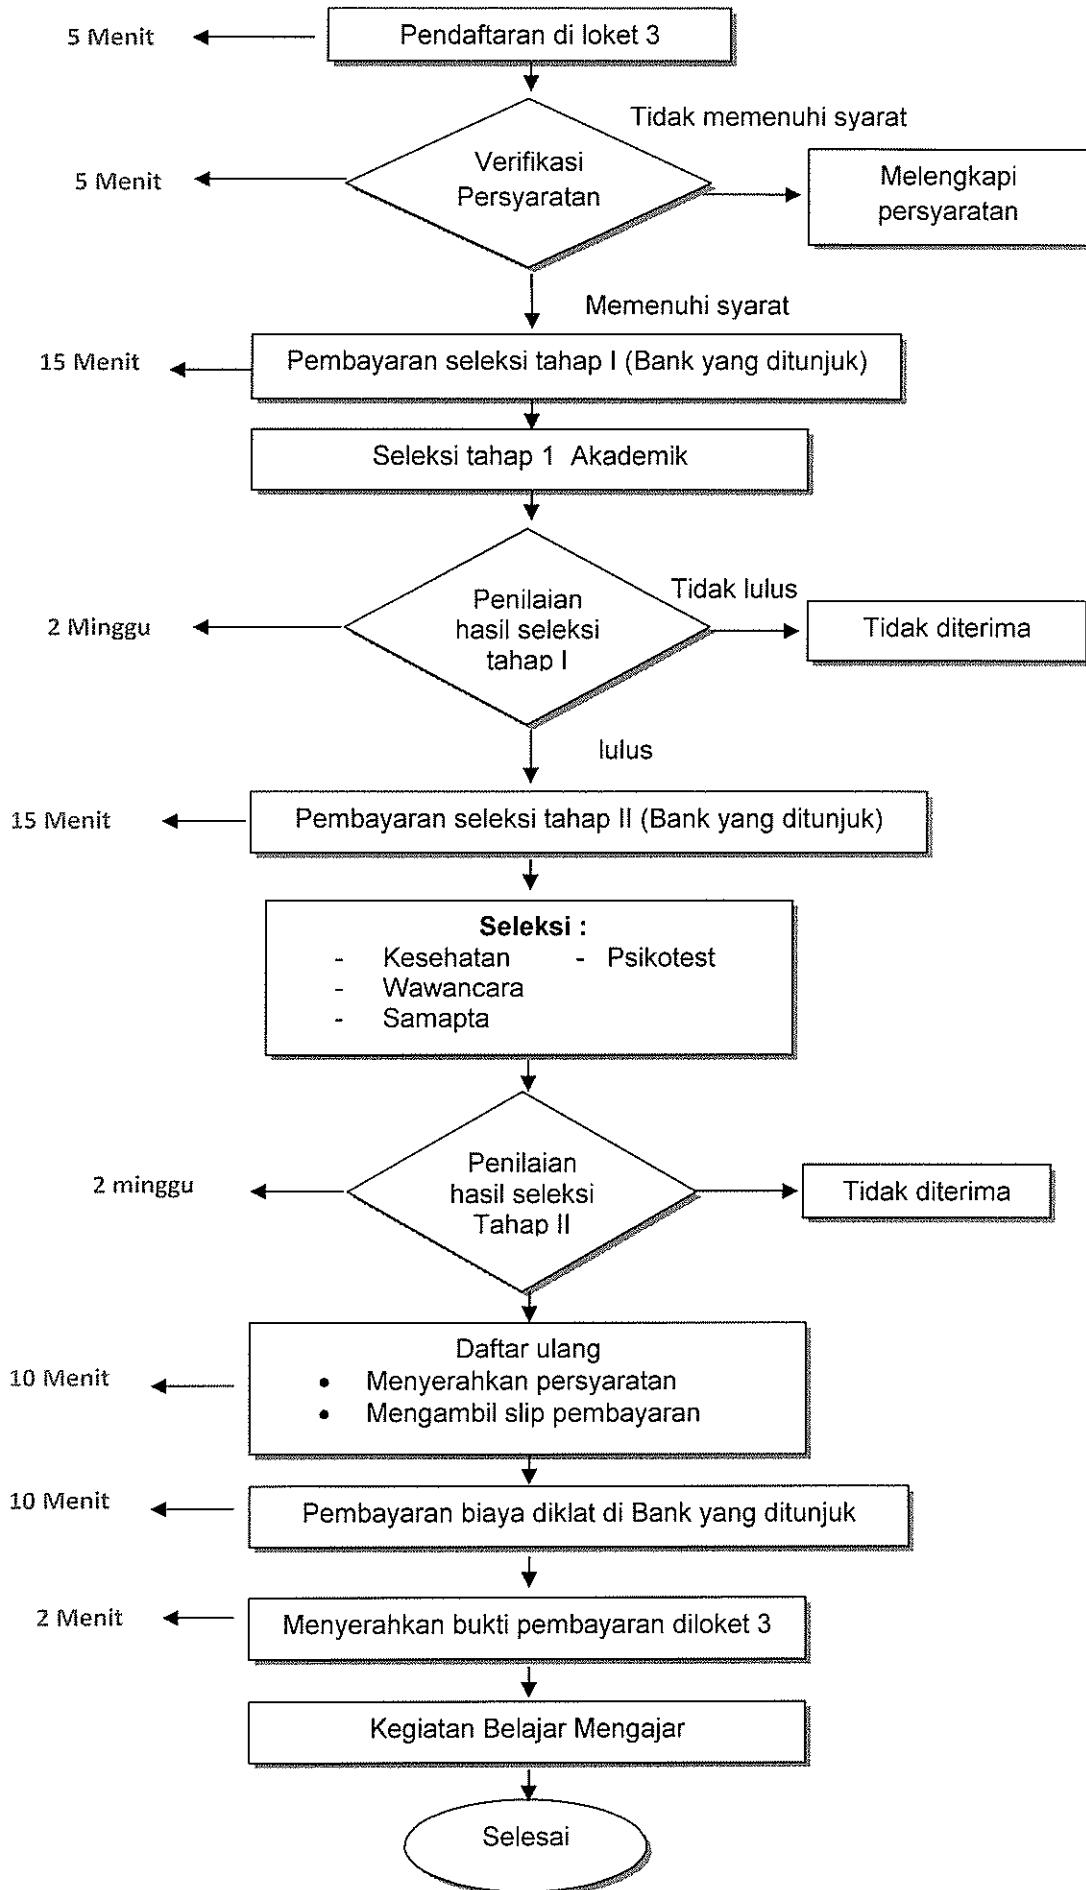 5 Menit
Pendaftaran di loket 3
Tidak memenuhi syarat
5 Menit
Verifikasi
Persyaratan
Melengkapi
persyaratan
Memenuhi syarat
15 Menit
Pembayaran seleksi tahap I (Bank yang ditunjuk)
Seleksi tahap 1 Akademik
2 Minggu
Penilaian
hasil seleksi
tahap I
Tidak lulus
Tidak diterima
lulus
15 Menit
Pembayaran seleksi tahap II (Bank yang ditunjuk)
Seleksi :
- Kesehatan - Psikotest
- Wawancara
- Samapta
2 minggu
Penilaian
hasil seleksi
Tahap II
Tidak diterima
10 Menit
Daftar ulang
• Menyerahkan persyaratan
• Mengambil slip pembayaran
10 Menit
Pembayaran biaya diklat di Bank yang ditunjuk
2 Menit
Menyerahkan bukti pembayaran diloket 3
Kegiatan Belajar Mengajar
Selesai